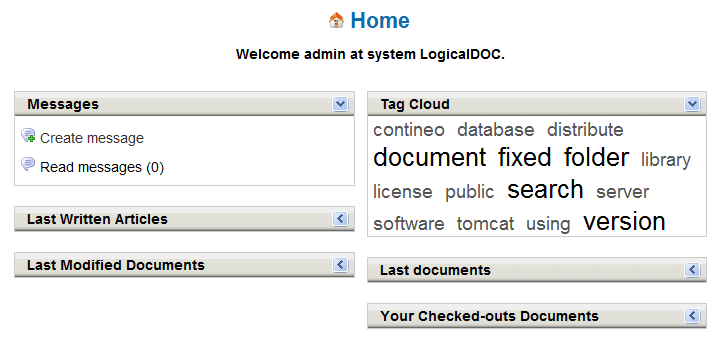 Home
Welcome admin at system LogicalDOC.
Messages
Create message
Read messages (0)
Last Written Articles
Last Modified Documents
Tag Cloud
contineo database distribute
document fixed folder library
license public search server
software tomcat using version
Last documents
Your Checked-outs Documents